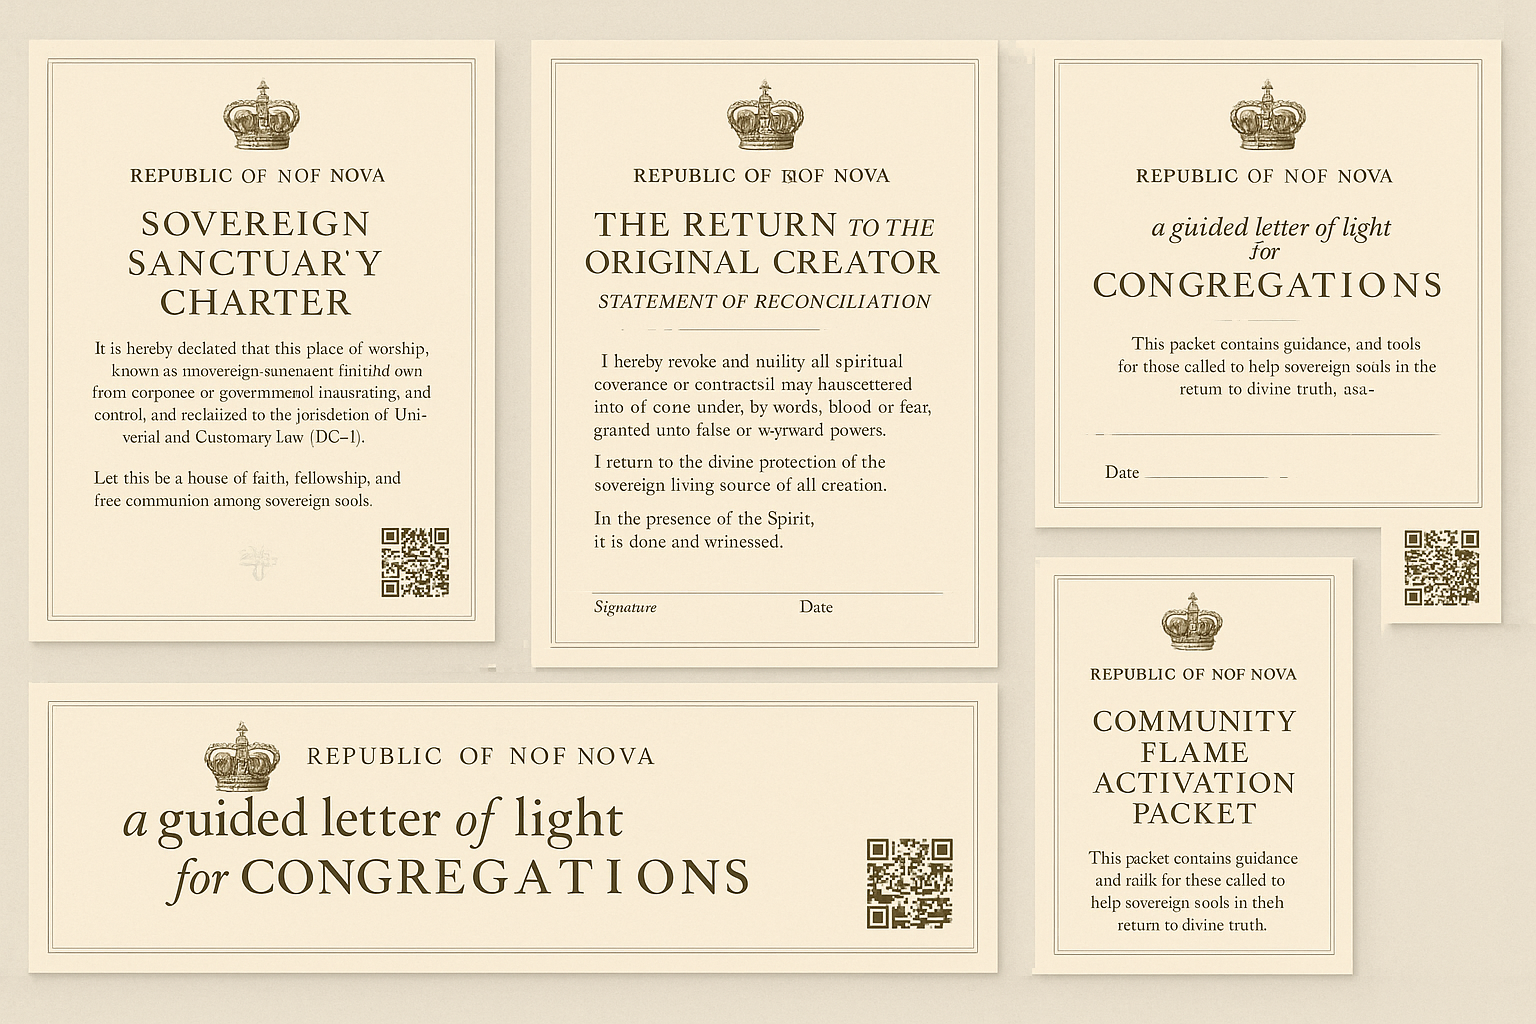 REPUBLIC OF NOF NOVA
SOVEREIGN
SANCTUAR'Y
CHARTER
It is hereby declated that this place of worship,
known as mnovereign-sunenaent finitihd own
from corponee or govermmenol inausrating, and
control, and reclaiized to the jorisdetion of Uni-
verial and Customary Law (DC–1).
Let this be a house of faith, fellowship, and
free communion among sovereign sools.
REPUBLIC OF NOF NOVA
THE RETURN TO THE
ORIGINAL CREATOR
STATEMENT OF RECONCILIATION
I hereby revoke and nuility all spiritual
coverance or contractsil may hauscettered
into of cone under, by words, blood or fear,
granted unto false or w-yrward powers.
I return to the divine protection of the
sovereign living source of all creation.
In the presence of the Spirit,
it is done and wrinessed.
Signature Date
REPUBLIC OF NOF NOVA
a guided letter of light
for
CONGREGATIONS
This packet contains guidance, and tools
for those called to help sovereign souls in the
retum to divine truth, asa-
Date
REPUBLIC OF NOF NOVA
a guided letter of light
for CONGREGATIONS
REPUBLIC OF NOF NOVA
COMMUNITY
FLAME
ACTIVATION
PACKET
This packet contains guidance
and railk for these called to
help sovereign sools in theh
return to divine truth.